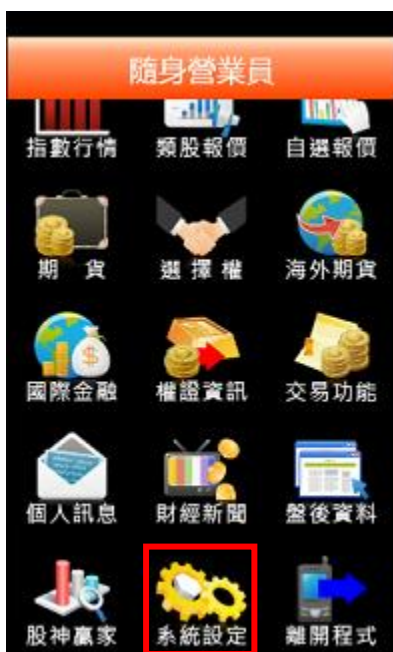 隨身營業員
指數行情 類股報價 自選報價
期 貨 選擇權 海外期貨
國際金融 權證資訊 交易功能
個人訊息 財經新聞 盤後資料
股神贏家 系統設定 離開程式